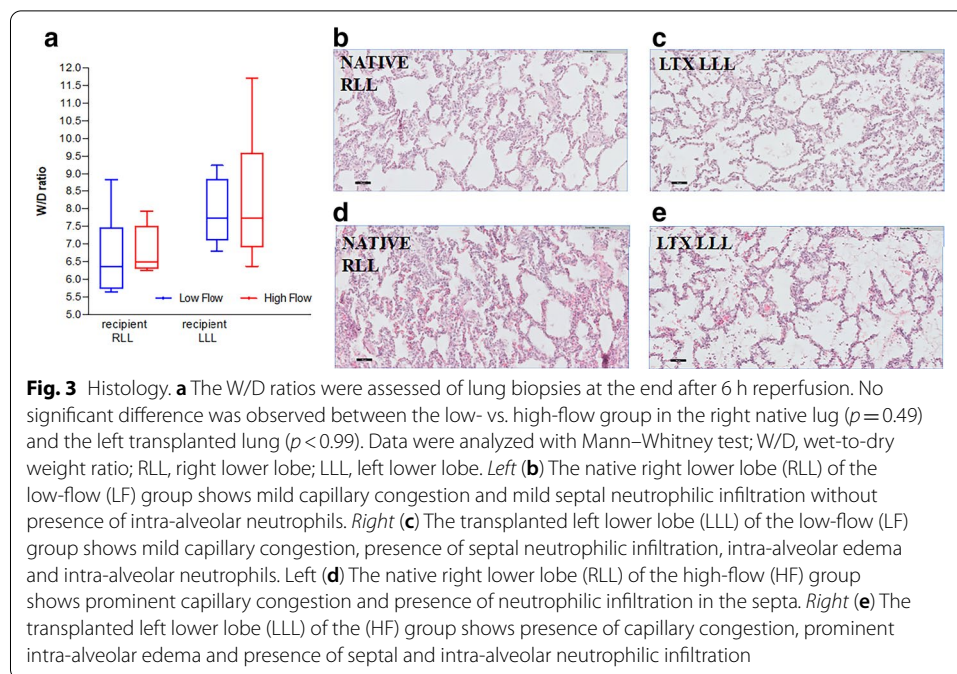 a
12.0
11.5
11.0
10.5
10.0
9.5
9.0
8.5
8.0
7.5
7.0
6.5
6.0
5.5
5.0
W/D ratio
Low Flow
High Flow
recipient
RLL
recipient
LLL
b
NATIVE
RLL
c
LTX LLL
d
NATIVE
RLL
e
LTX LLL
Fig. 3 Histology. a The W/D ratios were assessed of lung biopsies at the end after 6 h reperfusion. No
significant difference was observed between the low- vs. high-flow group in the right native lug (p = 0.49)
and the left transplanted lung (p < 0.99). Data were analyzed with Mann–Whitney test; W/D, wet-to-dry
weight ratio; RLL, right lower lobe; LLL, left lower lobe. Left (b) The native right lower lobe (RLL) of the
low-flow (LF) group shows mild capillary congestion and mild septal neutrophilic infiltration without
presence of intra-alveolar neutrophils. Right (c) The transplanted left lower lobe (LLL) of the low-flow (LF)
group shows mild capillary congestion, presence of septal neutrophilic infiltration, intra-alveolar edema
and intra-alveolar neutrophils. Left (d) The native right lower lobe (RLL) of the high-flow (HF) group
shows prominent capillary congestion and presence of neutrophilic infiltration in the septa. Right (e) The
transplanted left lower lobe (LLL) of the (HF) group shows presence of capillary congestion, prominent
intra-alveolar edema and presence of septal and intra-alveolar neutrophilic infiltration